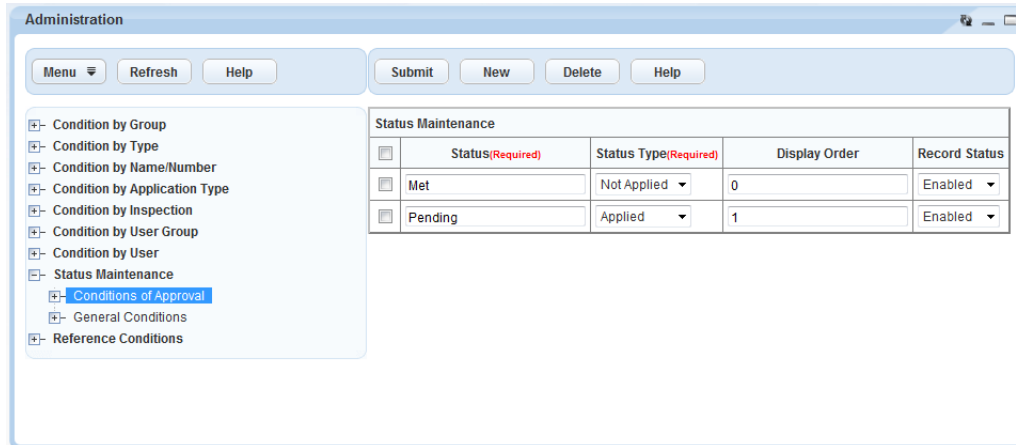 Administration
Menu Refresh Help
Submit New Delete Help
Condition by Group
Condition by Type
Condition by Name/Number
Condition by Application Type
Condition by Inspection
Condition by User Group
Condition by User
Status Maintenance
Conditions of Approval
General Conditions
Reference Conditions
Status Maintenance
Status(Required) Status Type(Required) Display Order Record Status
Met Not Applied 0 Enabled
Pending Applied 1 Enabled